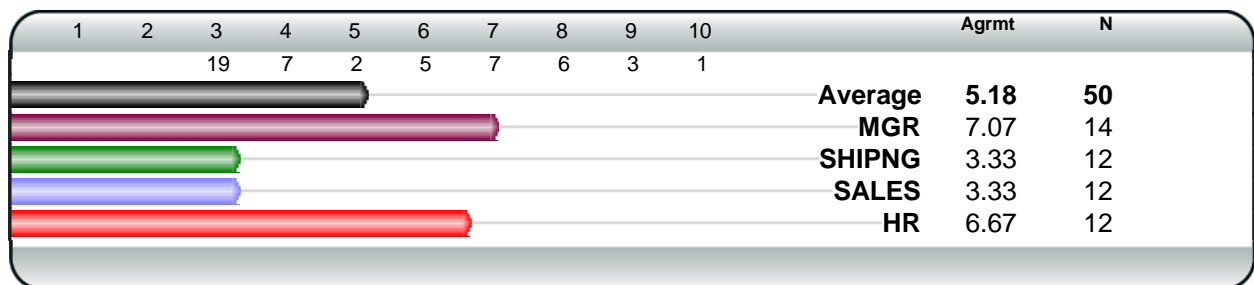 1 2 3 4 5 6 7 8 9 10 Agrmt N
19 7 2 5 7 6 3 1
Average 5.18 50
MGR 7.07 14
SHIPNG 3.33 12
SALES 3.33 12
HR 6.67 12